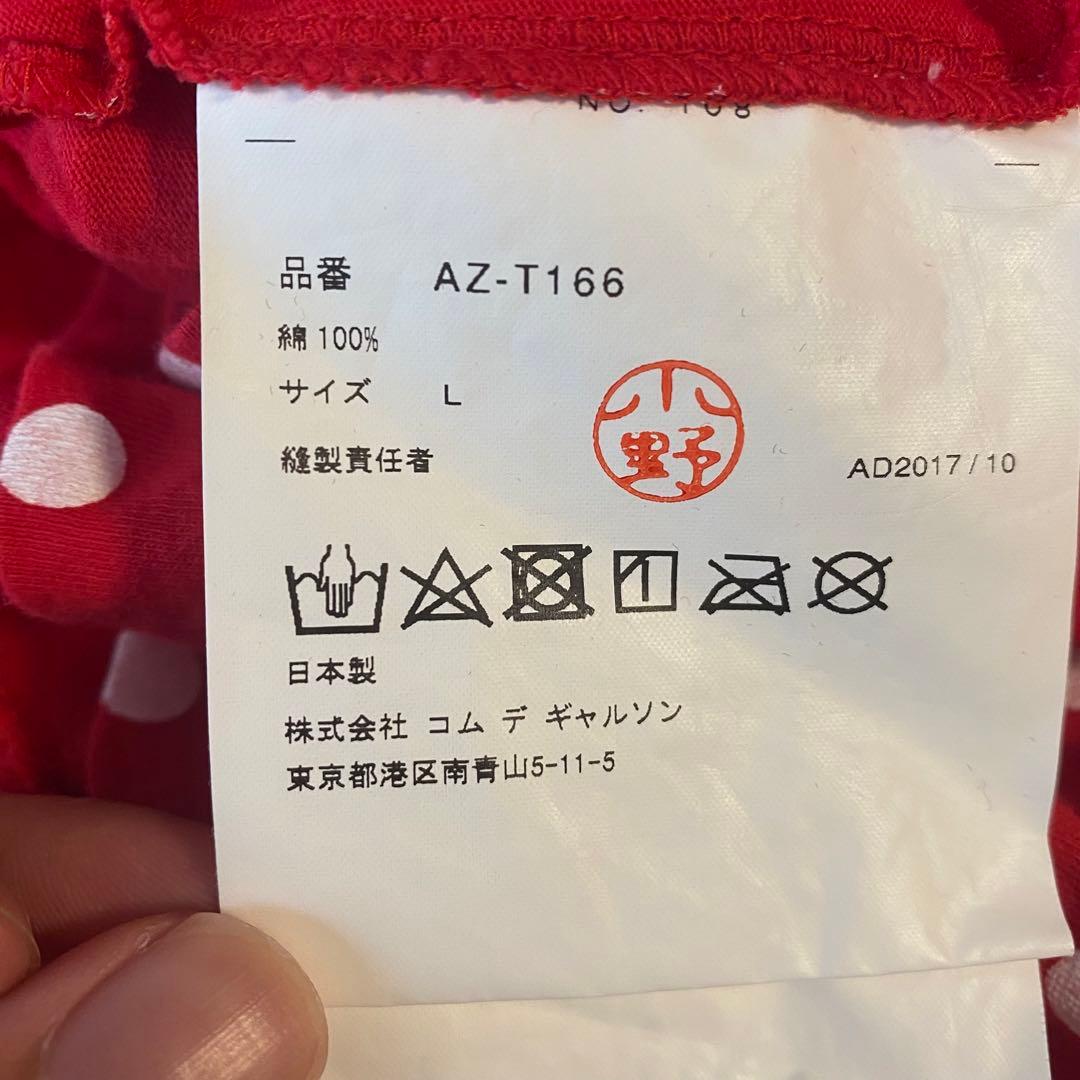 NO. 108
品番 AZ-T166
綿 100%
サイズ L
縫製責任者 小野 AD2017/10
日本製
株式会社 コム デ ギャルソン
東京都港区南青山5-11-5